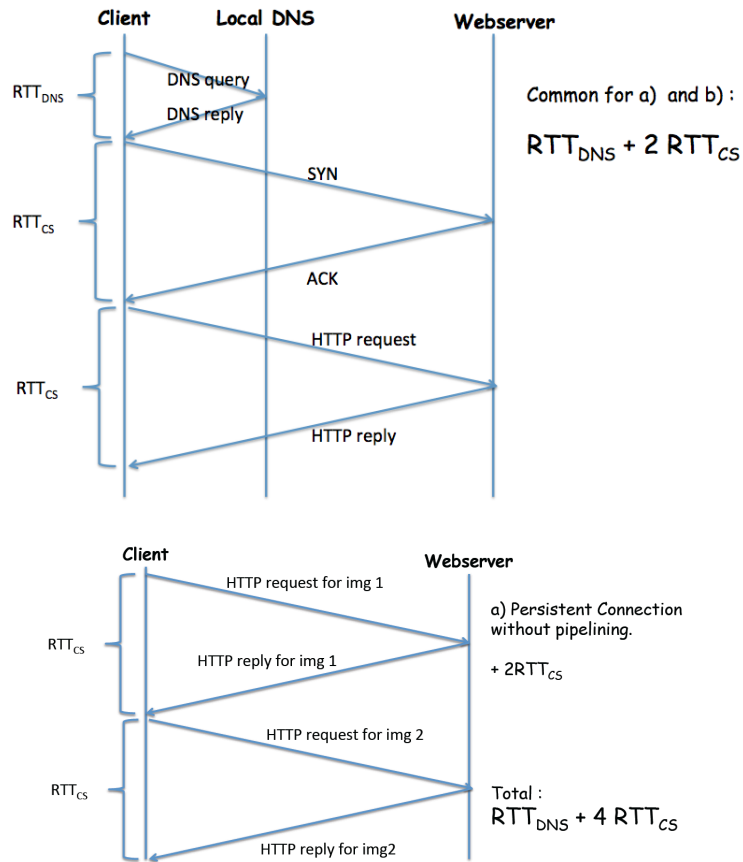 Client
Local DNS
Webserver
RTTDNS
DNS query
DNS reply
Common for a) and b) :
RTTDNS + 2 RTTCS
SYN
RTTCS
ACK
HTTP request
RTTCS
HTTP reply
Client
Webserver
HTTP request for img 1
a) Persistent Connection
without pipelining.
RTTCS
HTTP reply for img 1
+ 2RTTCS
HTTP request for img 2
RTTCS
Total :
RTTDNS + 4 RTTCS
HTTP reply for img2